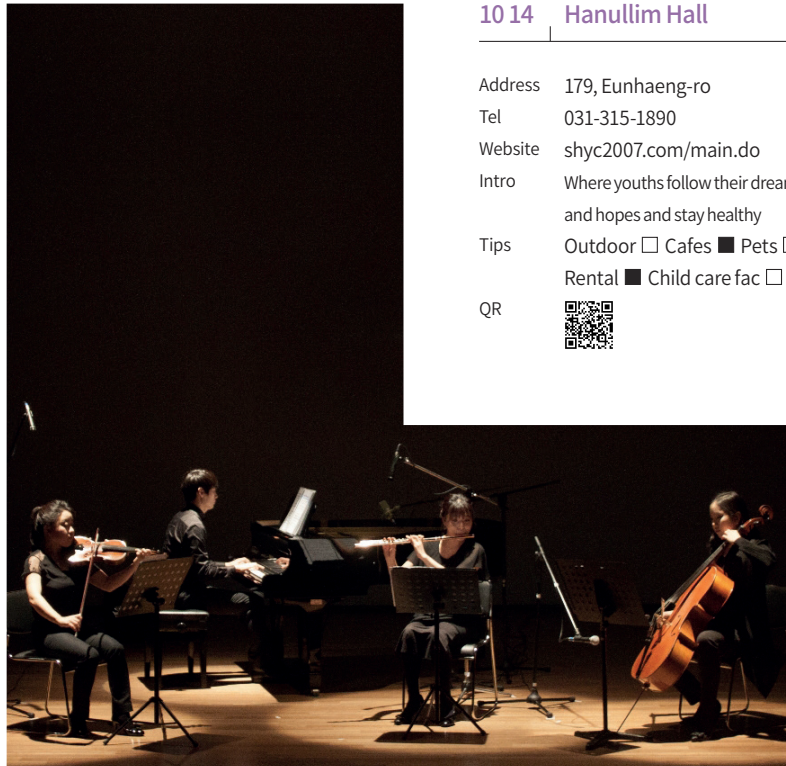 10 14 Hanullim Hall
Address 179, Eunhaeng-ro
Tel 031-315-1890
Website shyc2007.com/main.do
Intro Where youths follow their
and hopes and stay healthy
Tips Outdoor □ Cafes ■ Pets
Rental ■ Child care fac □
QR